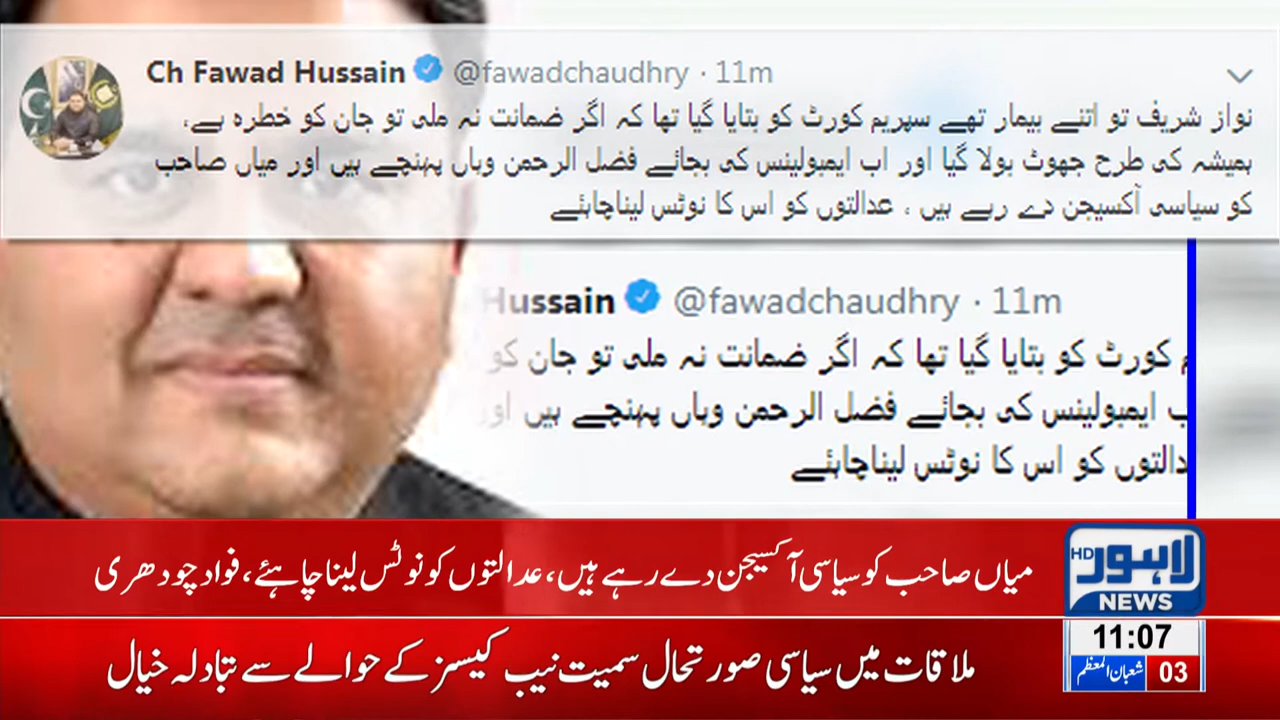 Ch Fawad Hussain @fawadchaudhry · 11m
نواز شریف تو اتنے بیمار تھے سپریم کورٹ کو بتایا گیا تھا کہ اگر ضمانت نہ ملی تو جان کو خطرہ ہے،
ہمیشہ کی طرح جھوٹ بولا گیا اور اب ایمبولینس کی بجائے فضل الرحمن وہاں پہنچے ہیں اور میاں صاحب
کو سیاسی آکسیجن دے رہے ہیں ، عدالتوں کو اس کا نوٹس لیناچاہئے
Hussain @fawadchaudhry · 11m
کورٹ کو بتایا گیا تھا کہ اگر ضمانت نہ ملی تو جان کو
ب ایمبولینس کی بجائے فضل الرحمن وہاں پہنچے ہیں اور
دالتوں کو اس کا نوٹس لیناچاہئے
میاں صاحب کو سیاسی آکسیجن دے رہے ہیں، عدالتوں کو نوٹس لینا چاہئے، فواد چودھری
لاہور HD
NEWS
ملاقات میں سیاسی صورتحال سمیت نیب کیسز کے حوالے سے تبادلہ خیال
11:07
03 شعبان المعظم